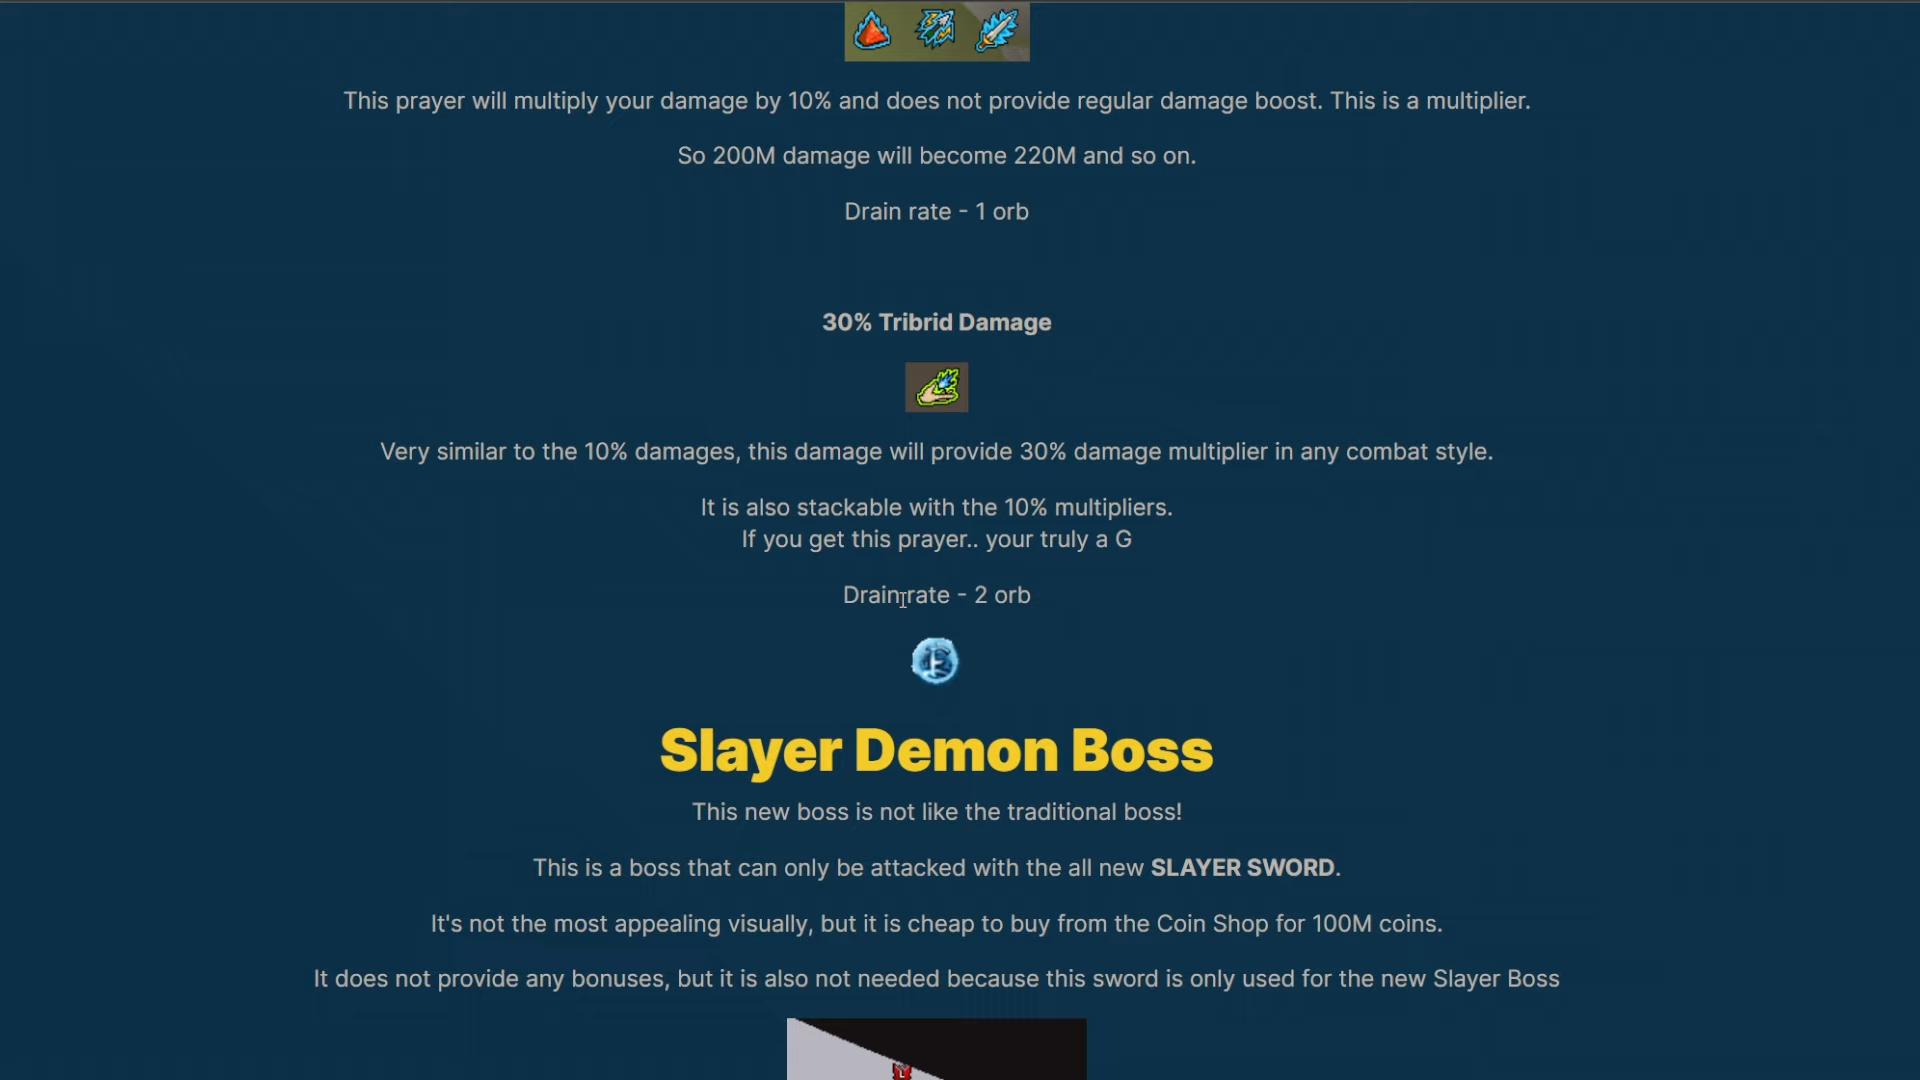 This prayer will multiply your damage by 10% and does not provide regular damage boost. This is a multiplier.
So 200M damage will become 220M and so on.
Drain rate - 1 orb
30% Tribrid Damage
Very similar to the 10% damages, this damage will provide 30% damage multiplier in any combat style.
It is also stackable with the 10% multipliers.
If you get this prayer.. your truly a G
Drain rate - 2 orb
Slayer Demon Boss
This new boss is not like the traditional boss!
This is a boss that can only be attacked with the all new SLAYER SWORD.
It's not the most appealing visually, but it is cheap to buy from the Coin Shop for 100M coins.
It does not provide any bonuses, but it is also not needed because this sword is only used for the new Slayer Boss